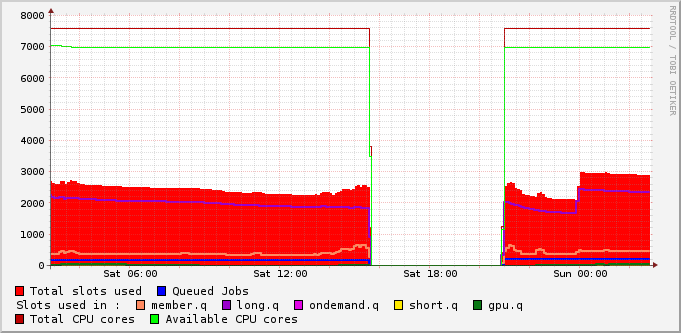 8000
7000
6000
5000
4000
3000
2000
1000
0
Sat 06:00 Sat 12:00 Sat 18:00 Sun 00:00
RRDTOOL / TOBI OETIKER
Total slots used Queued Jobs
Slots used in : member.q long.q ondemand.q short.q gpu.q
Total CPU cores Available CPU cores